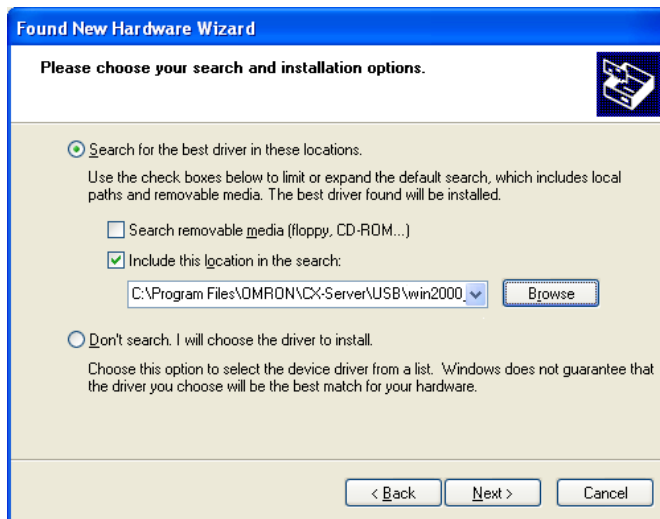 Found New Hardware Wizard
Please choose your search and installation options.
Search for the best driver in these locations.
Use the check boxes below to limit or expand the default search, which includes local
paths and removable media. The best driver found will be installed.
Search removable media (floppy, CD-ROM...)
Include this location in the search:
C:\Program Files\OMRON\CX-Server\USB\win2000_
Browse
Don't search. I will choose the driver to install.
Choose this option to select the device driver from a list. Windows does not guarantee that
the driver you choose will be the best match for your hardware.
< Back Next > Cancel